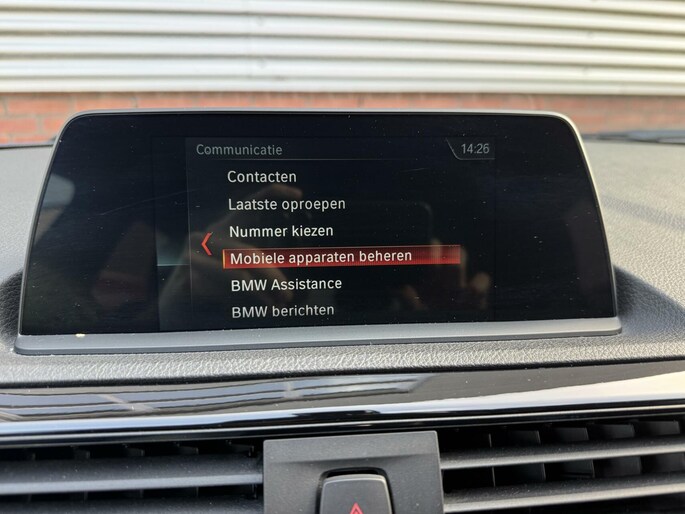 Communicatie 14:26
Contacten
Laatste oproepen
Nummer kiezen
Mobiele apparaten beheren
BMW Assistance
BMW berichten